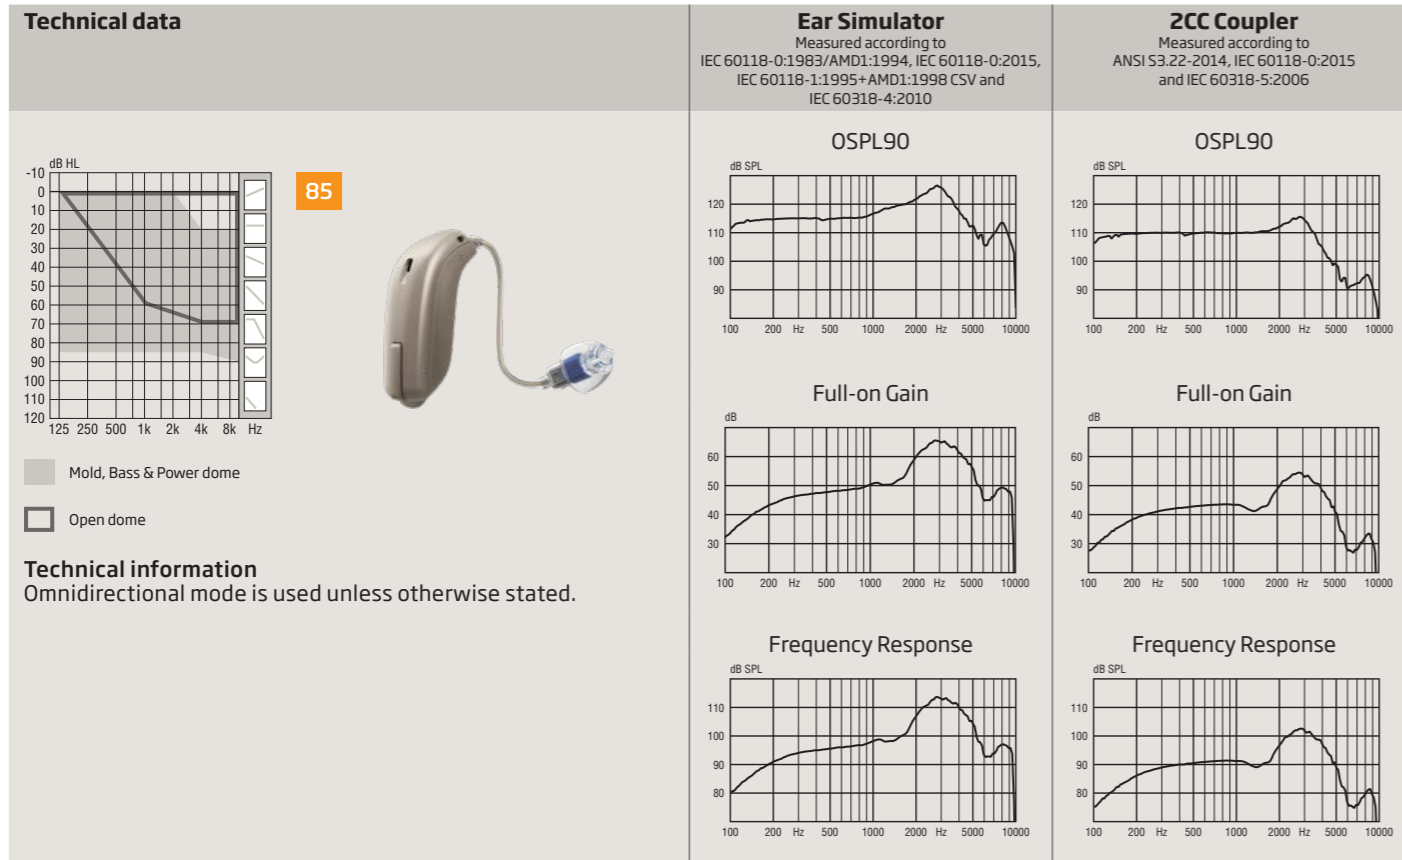 Technical data
Ear Simulator
Measured according to
IEC 60118-0:1983/AMD1:1994, IEC 60118-0:2015,
IEC 60118-1:1995+AMD1:1998 CSV and
IEC 60318-4:2010
2CC Coupler
Measured according to
ANSI S3.22-2014, IEC 60118-0:2015
and IEC 60318-5:2006
dB HL
-10
0
10
20
30
40
50
60
70
80
90
100
110
120
125 250 500 1k 2k 4k 8k Hz
85
Mold, Bass & Power dome
Open dome
Technical information
Omnidirectional mode is used unless otherwise stated.
OSPL90
dB SPL
120
110
100
90
100 200 Hz 500 1000 2000 Hz 5000 10000
Full-on Gain
dB
60
50
40
30
100 200 Hz 500 1000 2000 Hz 5000 10000
Frequency Response
dB SPL
110
100
90
80
100 200 Hz 500 1000 2000 Hz 5000 10000
OSPL90
dB SPL
120
110
100
90
100 200 Hz 500 1000 2000 Hz 5000 10000
Full-on Gain
dB
60
50
40
30
100 200 Hz 500 1000 2000 Hz 5000 10000
Frequency Response
dB SPL
110
100
90
80
100 200 Hz 500 1000 2000 Hz 5000 10000